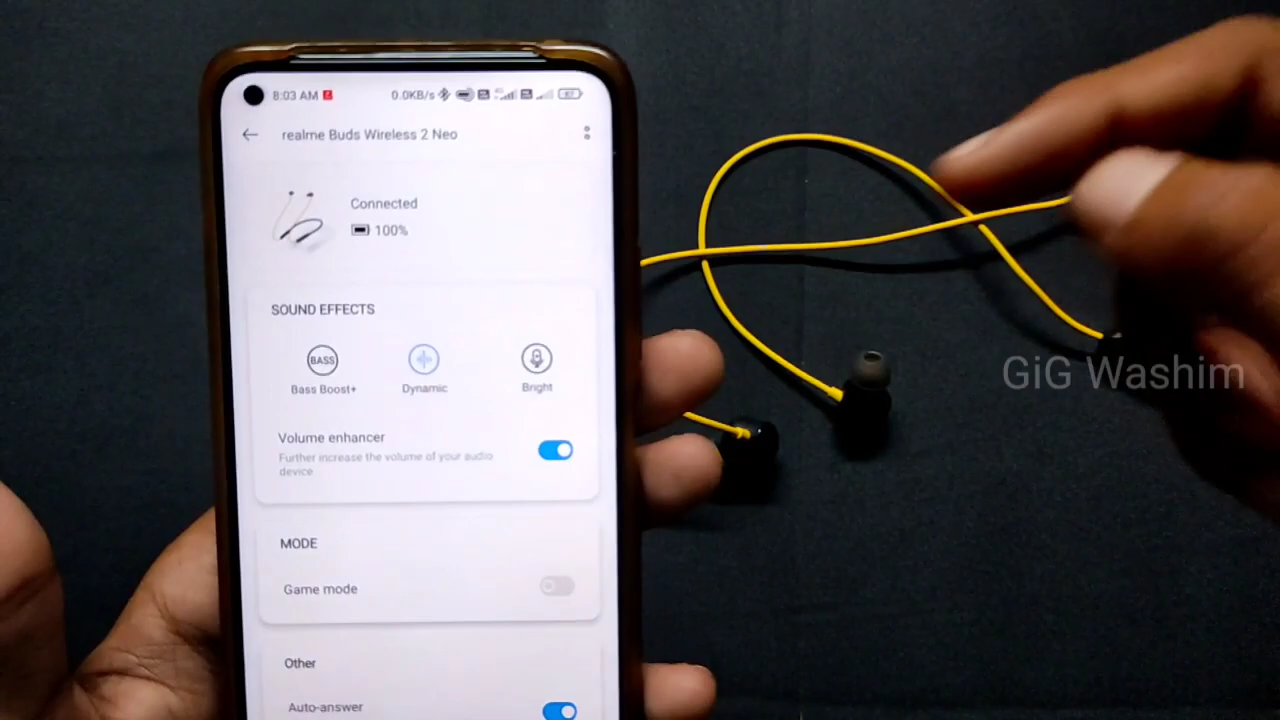 8:03 AM
0.0KB/s
realme Buds Wireless 2 Neo
Connected
100%
SOUND EFFECTS
BASS
Bass Boost+
Dynamic
Bright
Volume enhancer
Further increase the volume of your audio
device
MODE
Game mode
Other
Auto-answer
GiG Washim